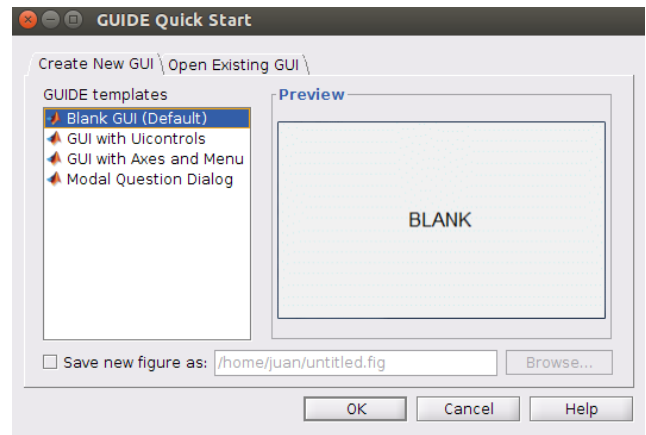 GUIDE Quick Start
Create New GUI Open Existing GUI
GUIDE templates
Blank GUI (Default)
GUI with Uicontrols
GUI with Axes and Menu
Modal Question Dialog
Preview
BLANK
Save new figure as: /home/juan/untitled.fig Browse...
OK Cancel Help